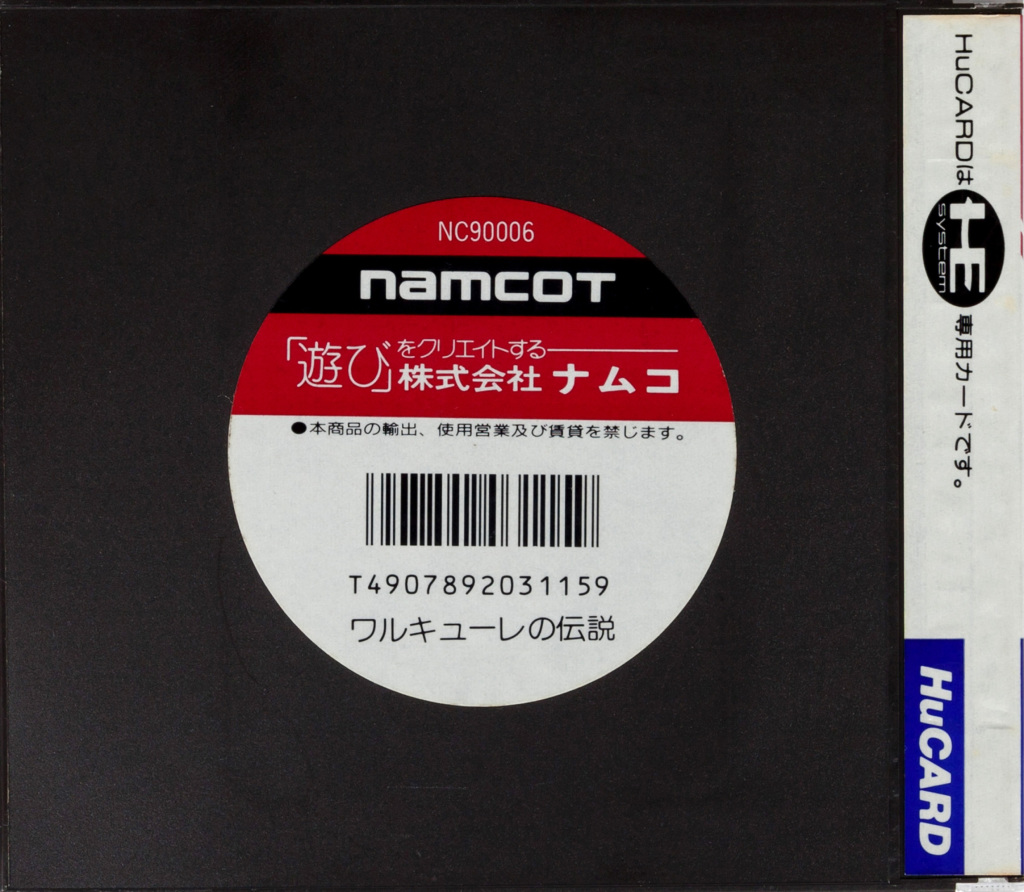 NC90006
namcot
「遊び」をクリエイトする
株式会社ナムコ
●本商品の輸出、使用営業及び賃貸を禁じます。
T4907892031159
ワルキューレの伝説
HuCARDは HE system 専用カードです。
HuCARD